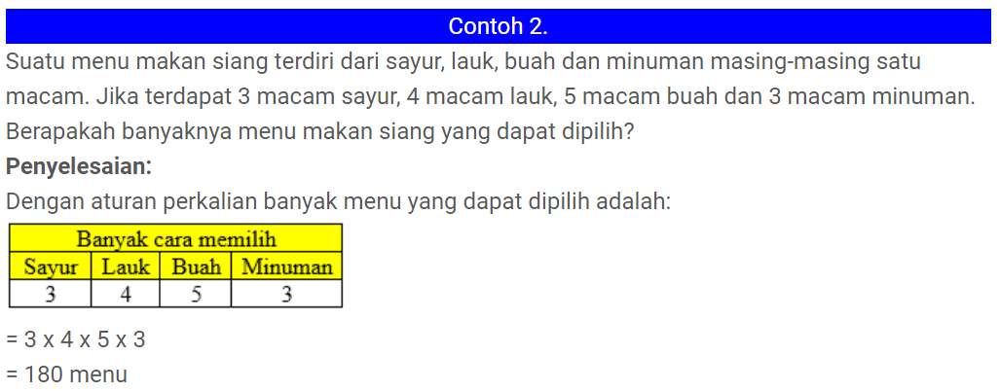 Contoh 2.
Suatu menu makan siang terdiri dari sayur, lauk, buah dan minuman masing-masing satu
macam. Jika terdapat 3 macam sayur, 4 macam lauk, 5 macam buah dan 3 macam minuman.
Berapakah banyaknya menu makan siang yang dapat dipilih?
Penyelesaian:
Dengan aturan perkalian banyak menu yang dapat dipilih adalah:
Banyak cara memilih
Sayur Lauk Buah Minuman
3 4 5 3
= 3 x 4 x 5 x 3
= 180 menu